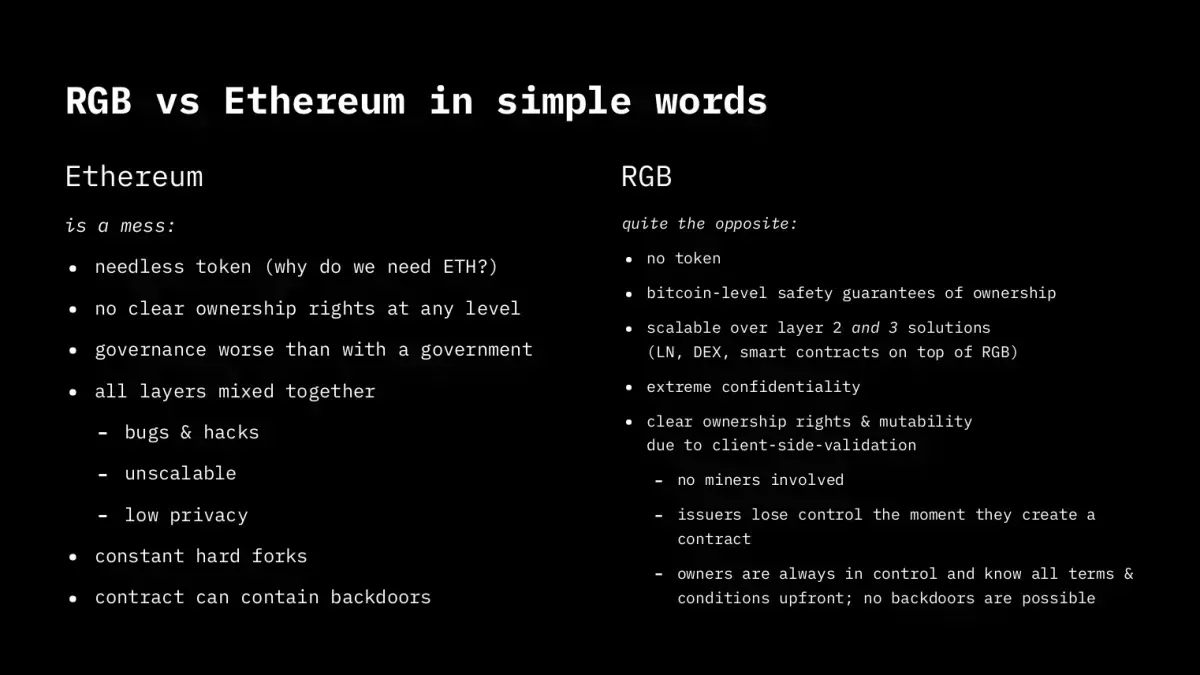 RGB vs Ethereum in simple words
Ethereum
is a mess:
• needless token (why do we need ETH?)
• no clear ownership rights at any level
• governance worse than with a government
• all layers mixed together
– bugs & hacks
– unscalable
– low privacy
• constant hard forks
• contract can contain backdoors
RGB
quite the opposite:
• no token
• bitcoin-level safety guarantees of ownership
• scalable over layer 2 and 3 solutions
(LN, DEX, smart contracts on top of RGB)
• extreme confidentiality
• clear ownership rights & mutability
due to client-side-validation
– no miners involved
– issuers lose control the moment they create a
contract
– owners are always in control and know all terms &
conditions upfront; no backdoors are possible